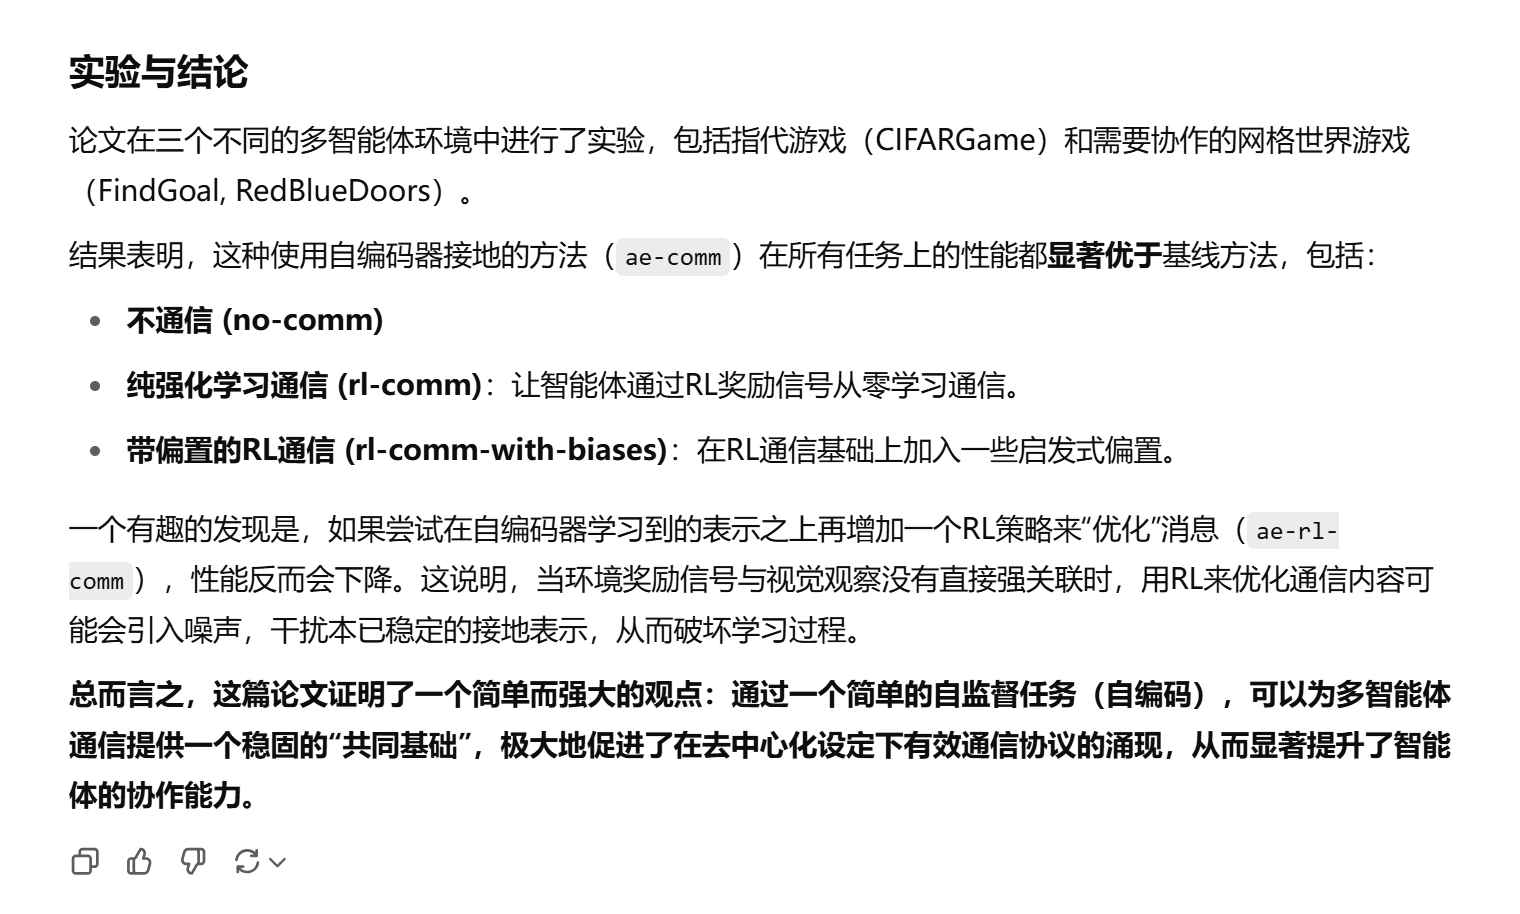 实验与结论
论文在三个不同的多智能体环境中进行了实验，包括指代游戏（CIFARGame）和需要协作的网格世界游戏
（FindGoal, RedBlueDoors）。
结果表明，这种使用自编码器接地的方法（ae-comm）在所有任务上的性能都显著优于基线方法，包括：
不通信 (no-comm)
纯强化学习通信 (rl-comm)：让智能体通过RL奖励信号从零学习通信。
带偏置的RL通信 (rl-comm-with-biases)：在RL通信基础上加入一些启发式偏置。
一个有趣的发现是，如果尝试在自编码器学习到的表示之上再增加一个RL策略来“优化”消息（ae-rl-
comm），性能反而会下降。这说明，当环境奖励信号与视觉观察没有直接强关联时，用RL来优化通信内容可
能会引入噪声，干扰本已稳定的接地表示，从而破坏学习过程。
总而言之，这篇论文证明了一个简单而强大的观点：通过一个简单的自监督任务（自编码），可以为多智能体
通信提供一个稳固的“共同基础”，极大地促进了在去中心化设定下有效通信协议的涌现，从而显著提升了智能
体的协作能力。